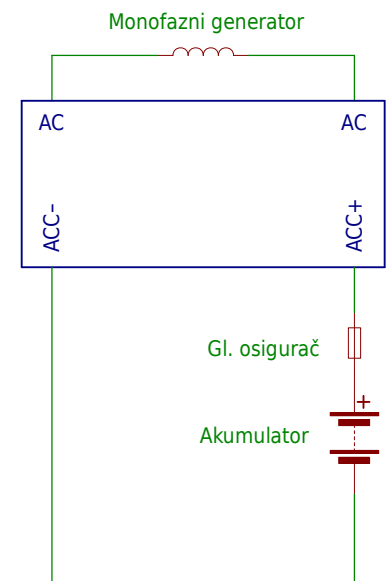 Monofazni generator
AC AC
ACC- ACC+
Gl. osigurač
+
Akumulator